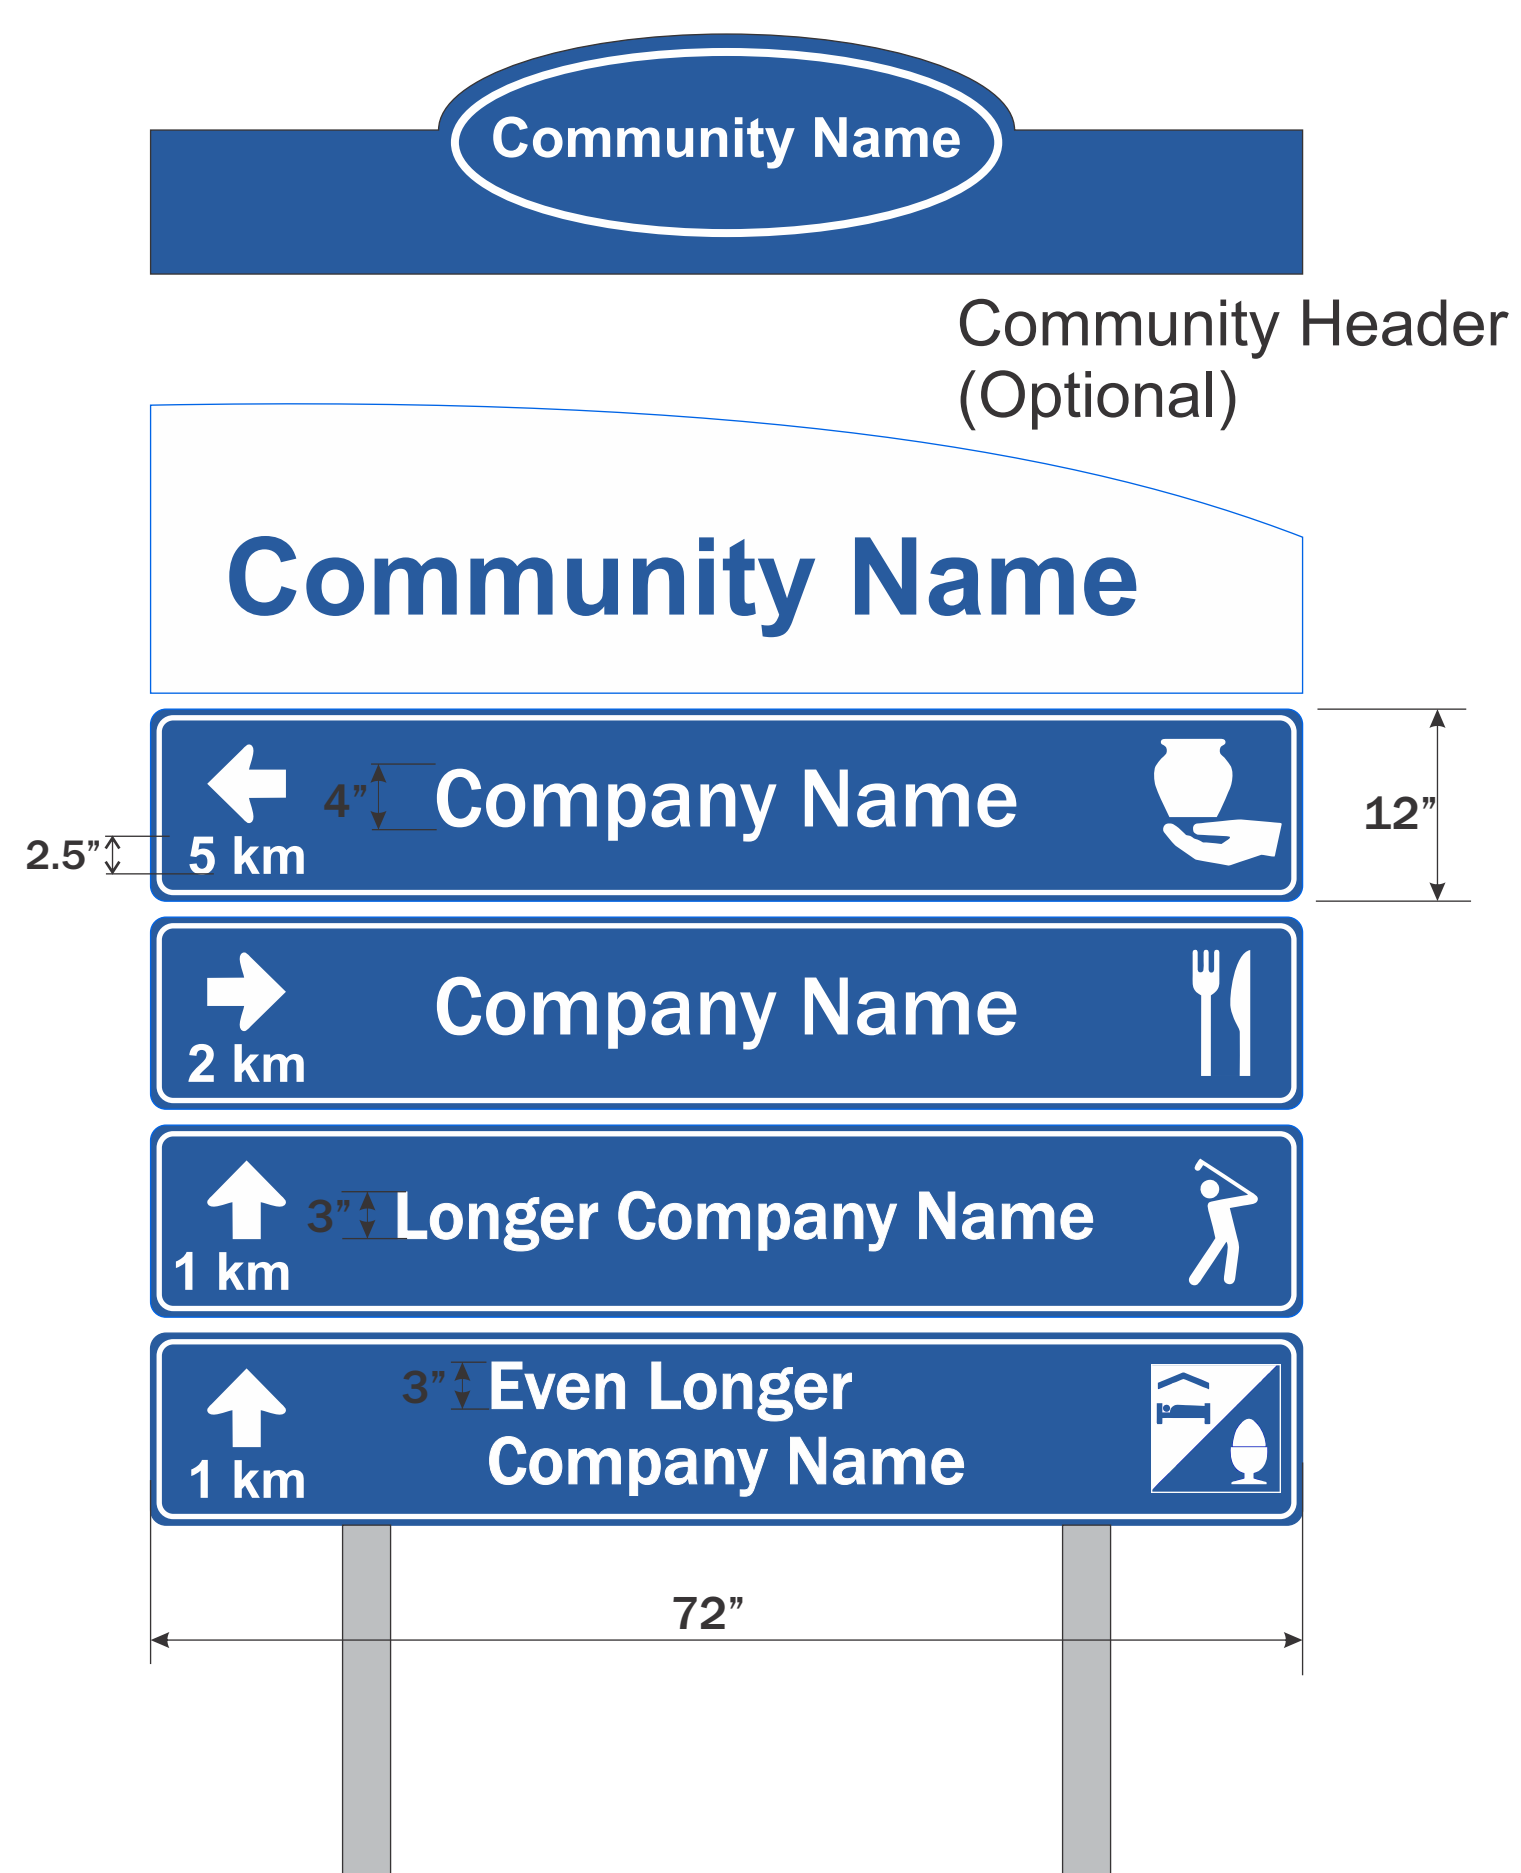 Community Name
Community Header
(Optional)
Community Name
4”
Company Name
12”
2.5”
5 km
Company Name
2 km
3”
Longer Company Name
1 km
3”
Even Longer
Company Name
1 km
72”